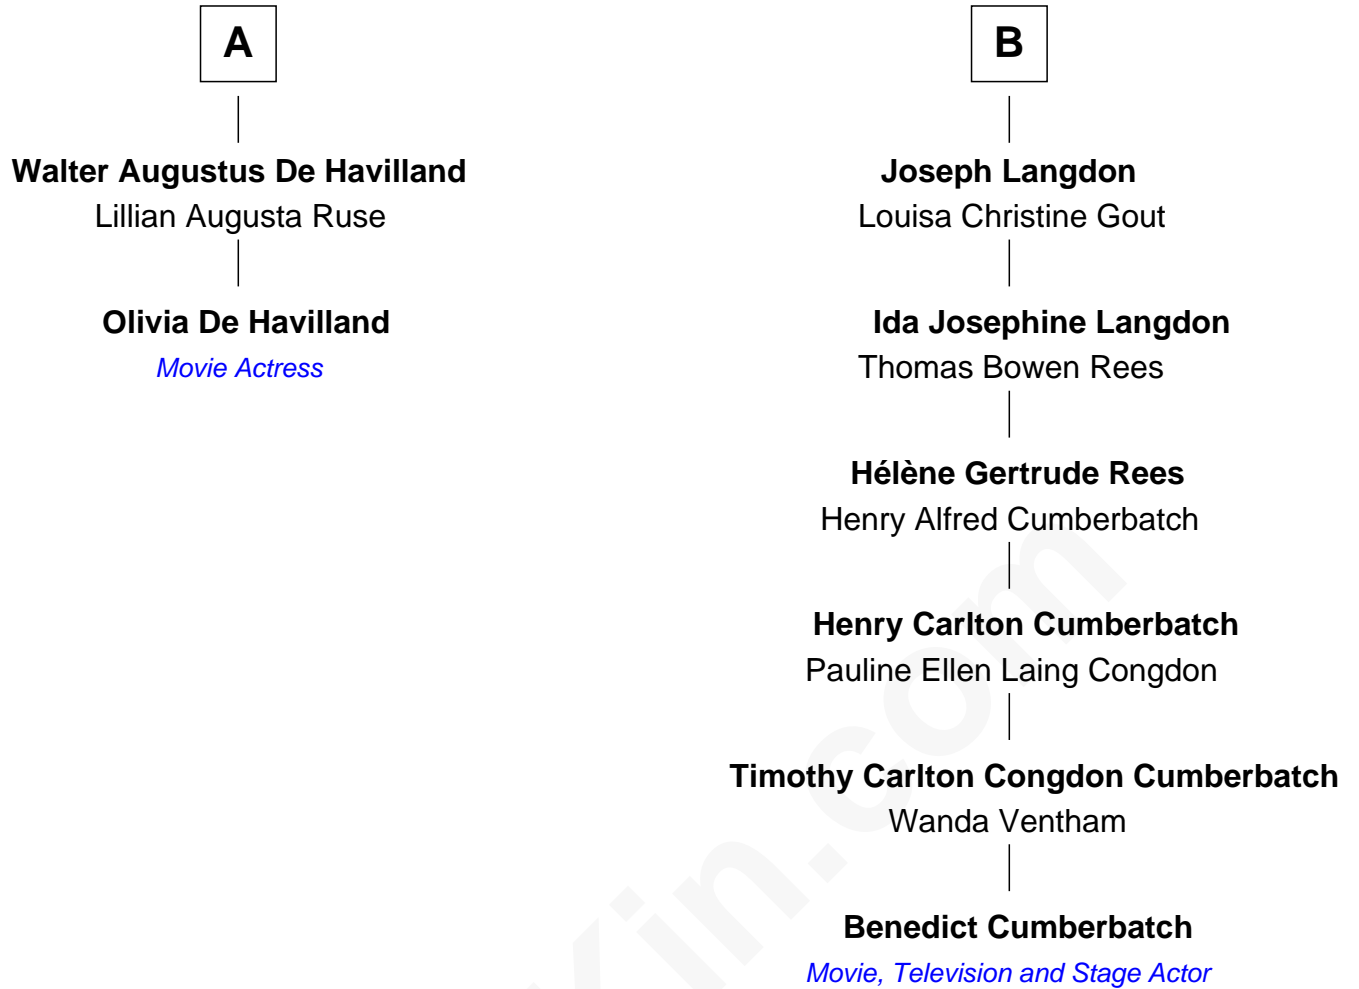 A
Walter Augustus De Havilland
Lillian Augusta Ruse
Olivia De Havilland
Movie Actress
B
Joseph Langdon
Louisa Christine Gout
Ida Josephine Langdon
Thomas Bowen Rees
Hélène Gertrude Rees
Henry Alfred Cumberbatch
Henry Carlton Cumberbatch
Pauline Ellen Laing Congdon
Timothy Carlton Congdon Cumberbatch
Wanda Ventham
Benedict Cumberbatch
Movie, Television and Stage Actor
Kin.com